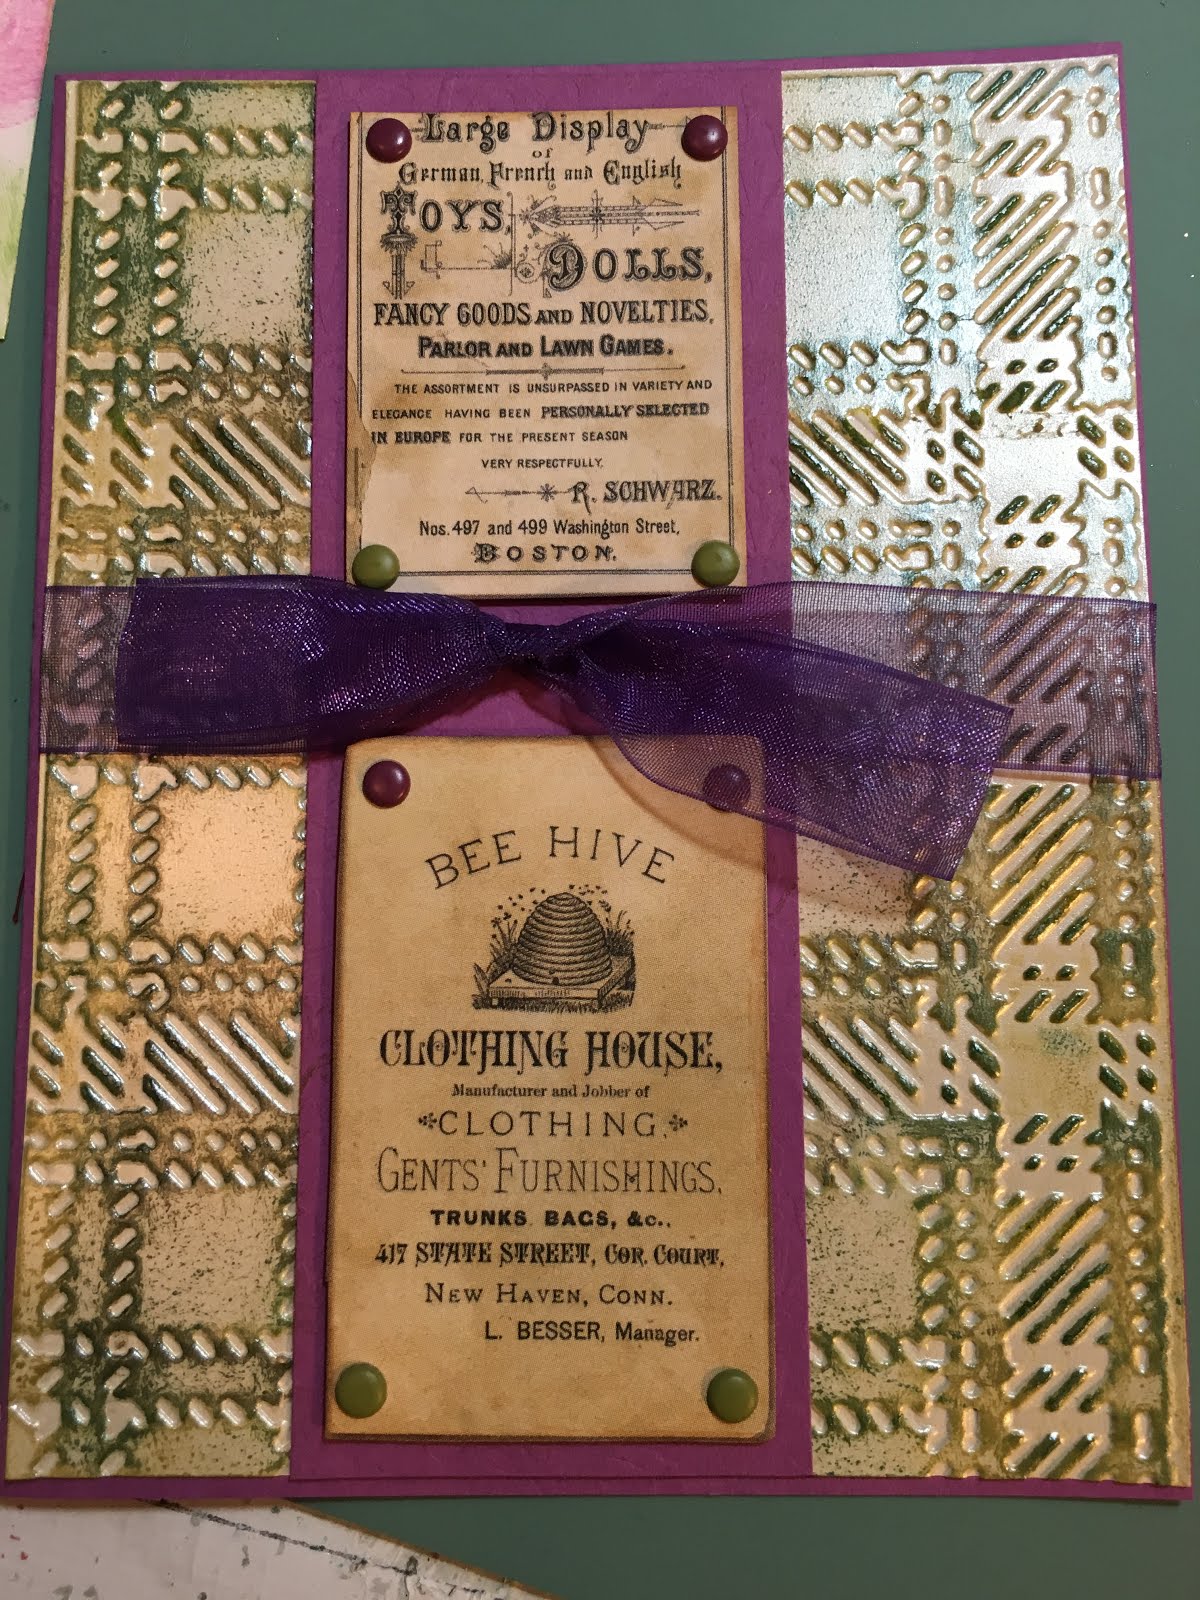 Large Display
of
German, French and English
TOYS,
DOLLS,
FANCY GOODS AND NOVELTIES,
PARLOR AND LAWN GAMES.
THE ASSORTMENT IS UNSURPASSED IN VARIETY AND
ELEGANCE HAVING BEEN PERSONALLY SELECTED
IN EUROPE FOR THE PRESENT SEASON
VERY RESPECTFULLY,
R. SCHWARZ.
Nos. 497 and 499 Washington Street,
BOSTON.
BEE HIVE
CLOTHING HOUSE,
Manufacturer and Jobber of
CLOTHING,
GENTS' FURNISHINGS,
TRUNKS BAGS, &c.,
417 STATE STREET, COR. COURT,
NEW HAVEN, CONN.
L. BESSER, Manager.